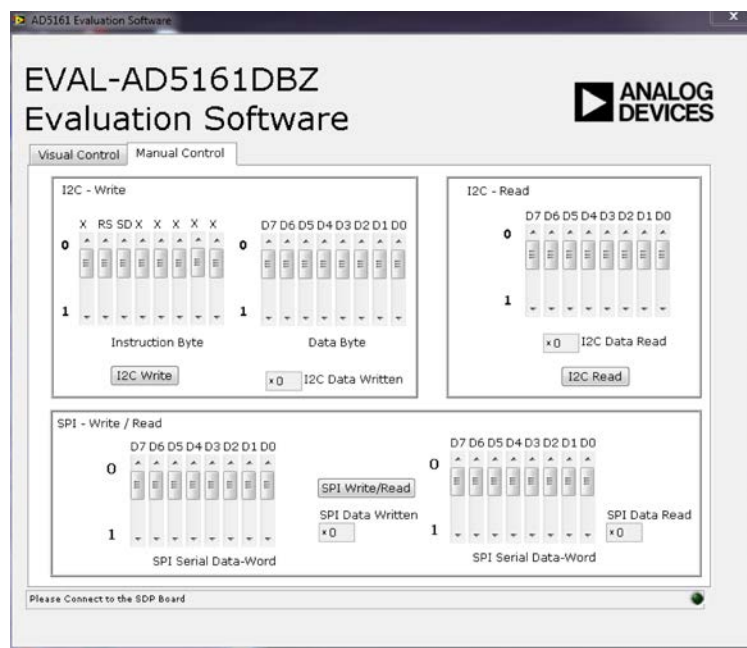 AD5161 Evaluation Software
X
EVAL-AD5161DBZ
Evaluation Software
ANALOG
DEVICES
Visual Control Manual Control
I2C - Write
X RS SD X X X X X
D7 D6 D5 D4 D3 D2 D1 D0
0
0
1
1
Instruction Byte
Data Byte
I2C Write
x 0 I2C Data Written
I2C - Read
D7 D6 D5 D4 D3 D2 D1 D0
0
1
x 0 I2C Data Read
I2C Read
SPI - Write / Read
D7 D6 D5 D4 D3 D2 D1 D0
0
1
SPI Serial Data-Word
SPI Write/Read
SPI Data Written
x 0
D7 D6 D5 D4 D3 D2 D1 D0
0
1
SPI Serial Data-Word
SPI Data Read
x 0
Please Connect to the SDP Board